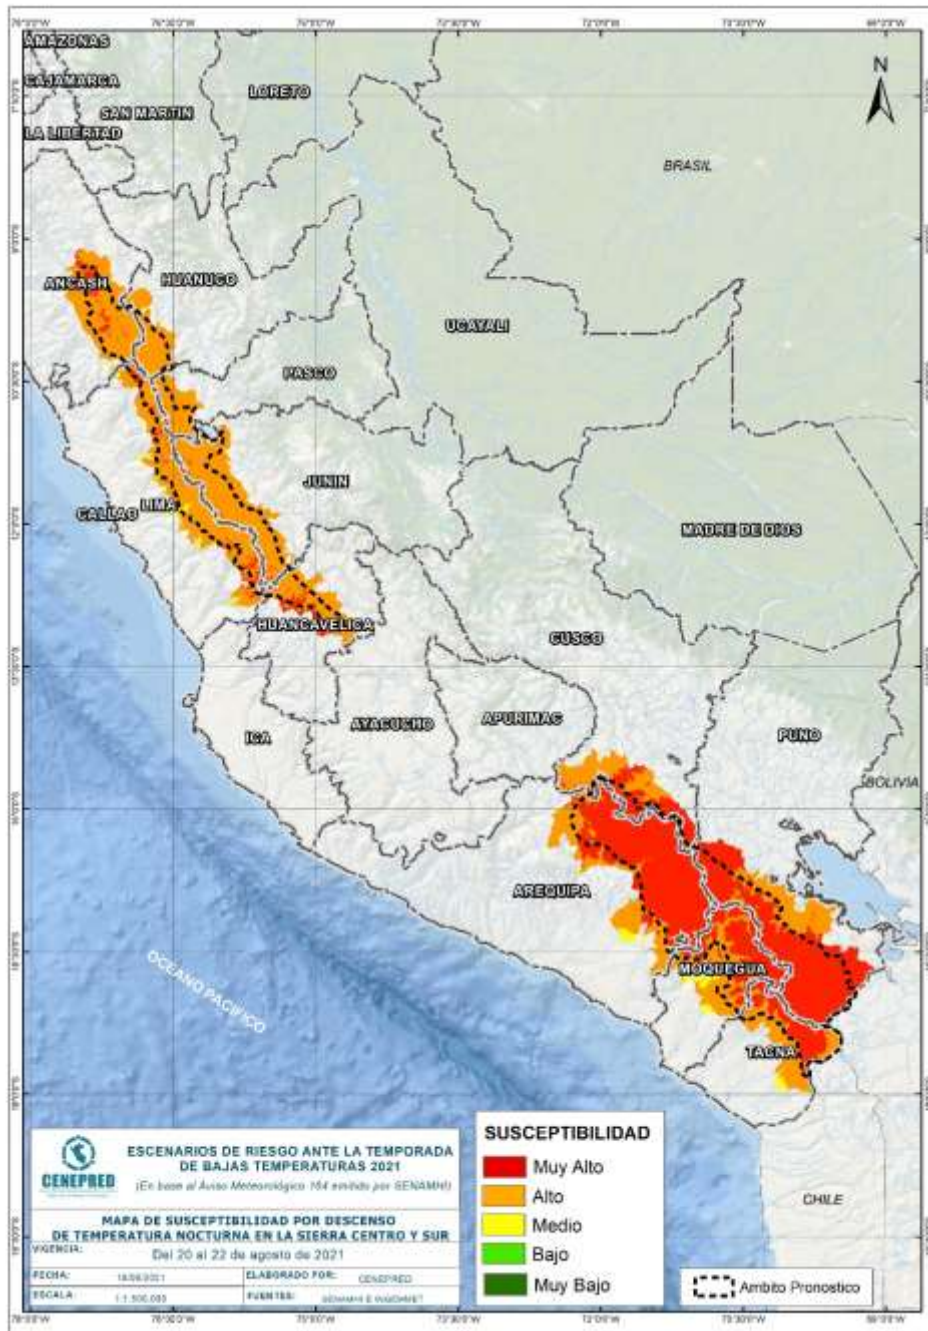 N
AMAZONAS
CAJAMARCA
LORETO
SAN MARTIN
LA LIBERTAD
BRASIL
ANCASH
HUANUCO
UCAYALI
PASCO
JUNIN
LIMA
CALLAO
MADRE DE DIOS
HUANCAVELICA
CUSCO
AYACUCHO
APURIMAC
ICA
PUNO
BOLIVIA
AREQUIPA
MOQUEGUA
OCEANO PACIFICO
TACNA
CHILE
CENEPRED
ESCENARIOS DE RIESGO ANTE LA TEMPORADA
DE BAJAS TEMPERATURAS 2021
(En base al Aviso Meteorológico 164 emitido por SENAMHI)
MAPA DE SUSCEPTIBILIDAD POR DESCENSO
DE TEMPERATURA NOCTURNA EN LA SIERRA CENTRO Y SUR
VIGENCIA: Del 20 al 22 de agosto de 2021
FECHA: ELABORADO POR: CENEPRED
ESCALA: FUENTES:
SUSCEPTIBILIDAD
Muy Alto
Alto
Medio
Bajo
Muy Bajo
Ambito Pronostico